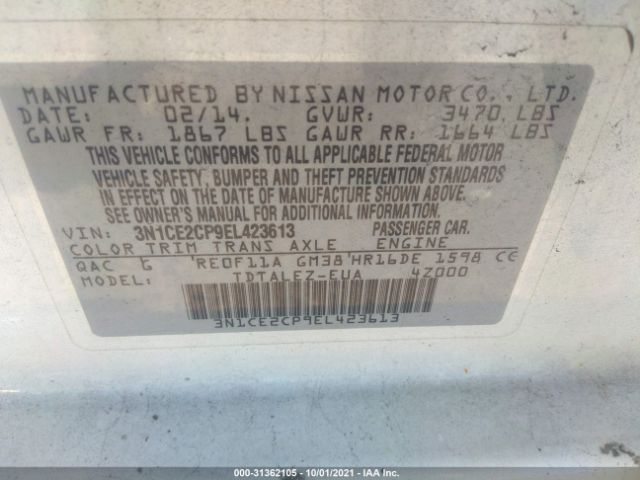 MANUFACTURED BY NISSAN MOTOR CO., LTD.
DATE: 02/14. GVWR: 3470 LBS
GAWR FR: 1867 LBS GAWR RR: 1664 LBS
THIS VEHICLE CONFORMS TO ALL APPLICABLE FEDERAL MOTOR
VEHICLE SAFETY, BUMPER AND THEFT PREVENTION STANDARDS
IN EFFECT ON THE DATE OF MANUFACTURE SHOWN ABOVE.
SEE OWNER'S MANUAL FOR ADDITIONAL INFORMATION.
VIN: 3N1CE2CP9EL423613 PASSENGER CAR.
COLOR TRIM TRANS AXLE ENGINE
QAC G RE0F11A GM38 HR16DE 1598 CC
MODEL: TDTALEZ-EUA 4Z000
3N1CE2CP9EL423613
000-31362105 - 10/01/2021 - IAA Inc.